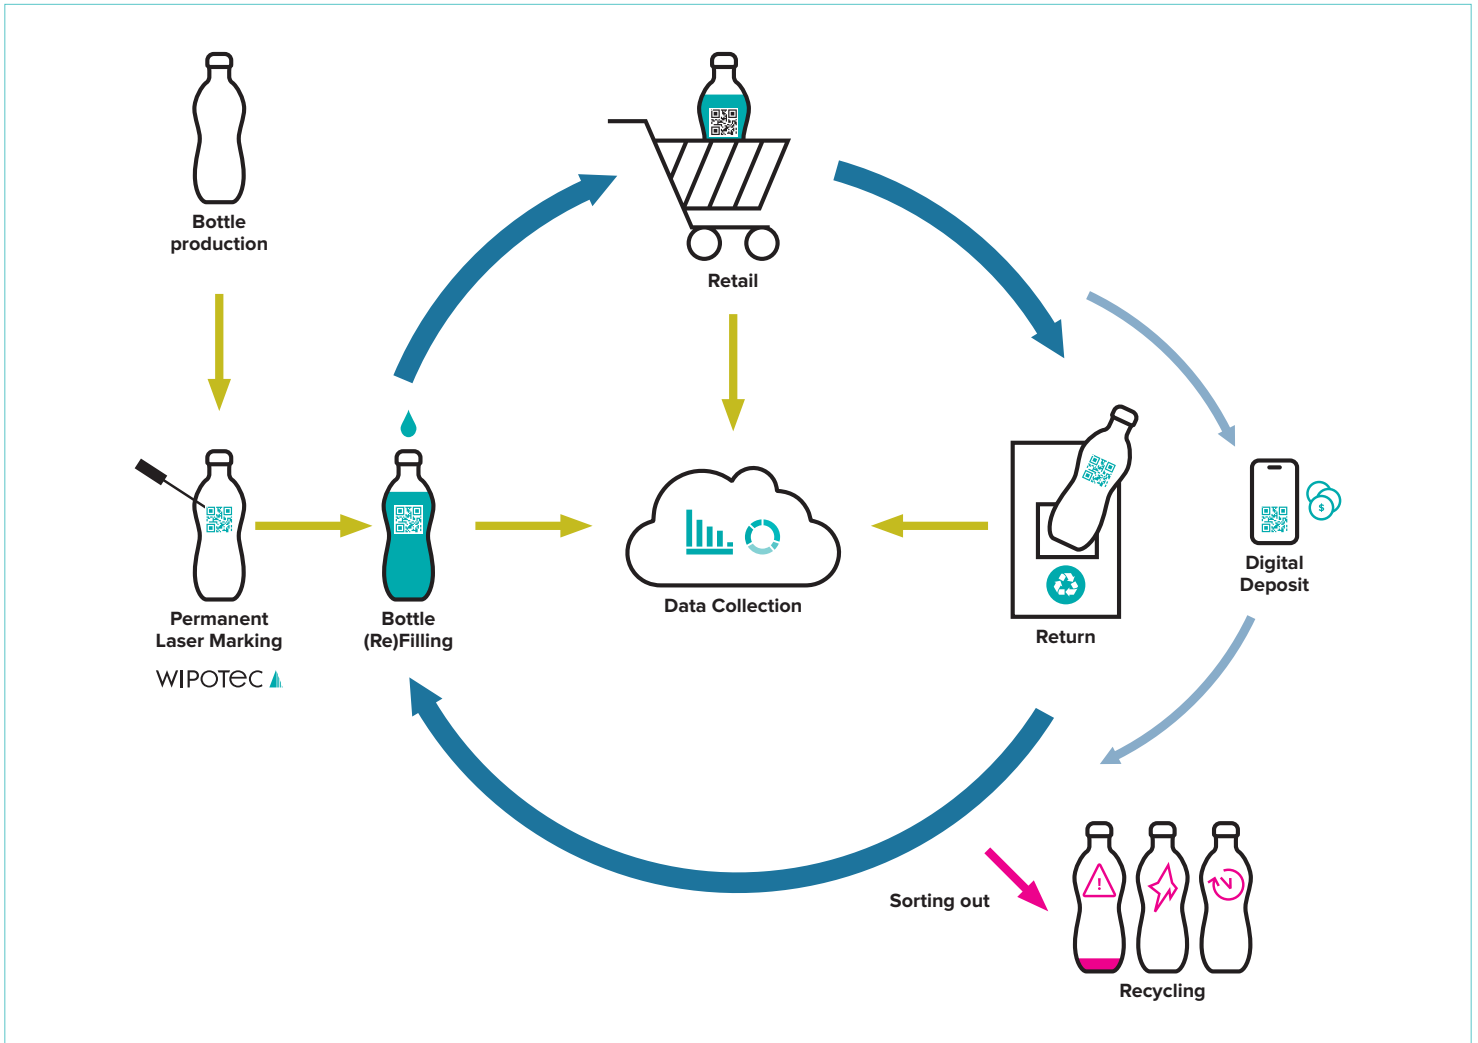 Bottle
production
Retail
Permanent
Laser Marking
WIPOTEC
Bottle
(Re)Filling
Data Collection
Return
$
Digital
Deposit
Sorting out
!
Recycling